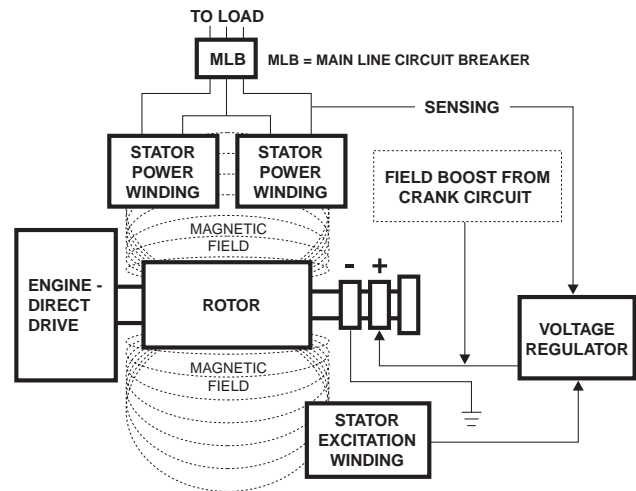 TO LOAD
MLB
MLB = MAIN LINE CIRCUIT BREAKER
SENSING
STATOR
POWER
WINDING
STATOR
POWER
WINDING
FIELD BOOST FROM
CRANK CIRCUIT
MAGNETIC
FIELD
ENGINE -
DIRECT
DRIVE
ROTOR
- +
VOLTAGE
REGULATOR
MAGNETIC
FIELD
STATOR
EXCITATION
WINDING